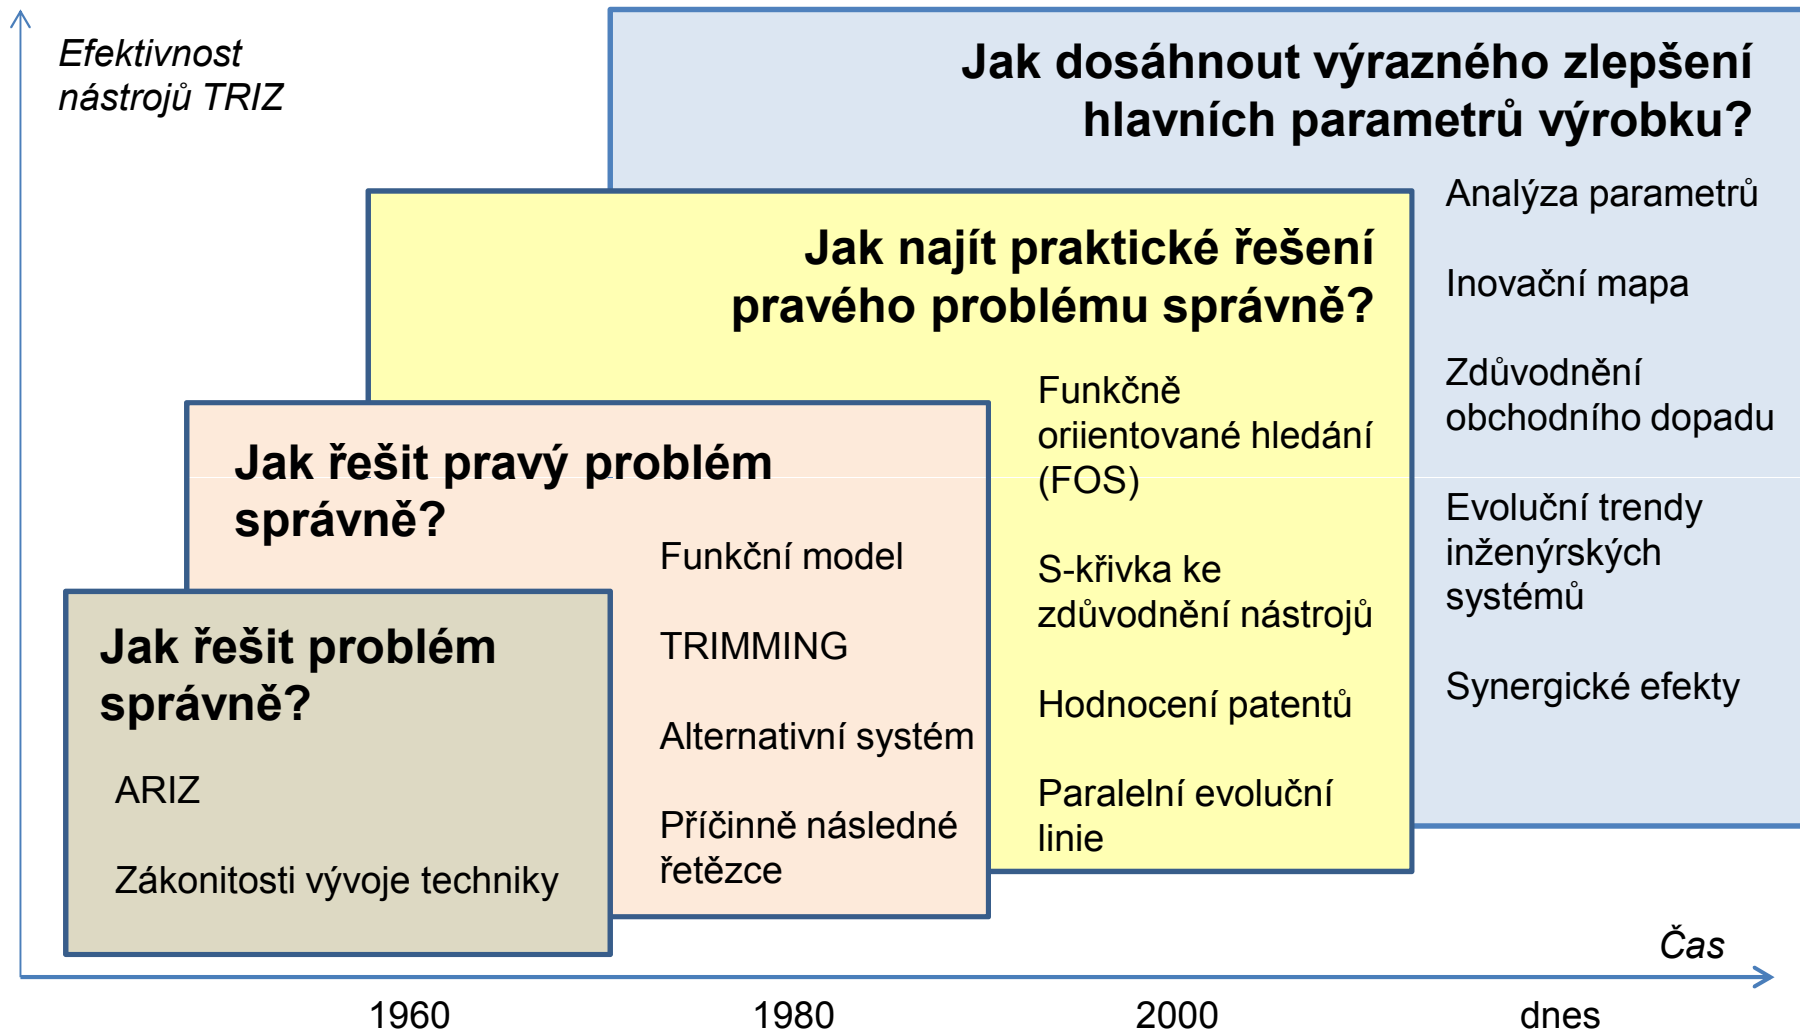 Efektivnost
nástrojů TRIZ
Jak dosáhnout výrazného zlepšení
hlavních parametrů výrobku?
Analýza parametrů
Inovační mapa
Zdůvodnění
obchodního dopadu
Evoluční trendy
inženýrských
systémů
Synergické efekty
Jak najít praktické řešení
pravého problému správně?
Funkčně
oriientované hledání
(FOS)
S-křivka ke
zdůvodnění nástrojů
Hodnocení patentů
Paralelní evoluční
linie
Jak řešit pravý problém
správně?
Funkční model
TRIMMING
Alternativní systém
Příčinně následné
řetězce
Jak řešit problém
správně?
ARIZ
Zákonitosti vývoje techniky
Čas
1960
1980
2000
dnes